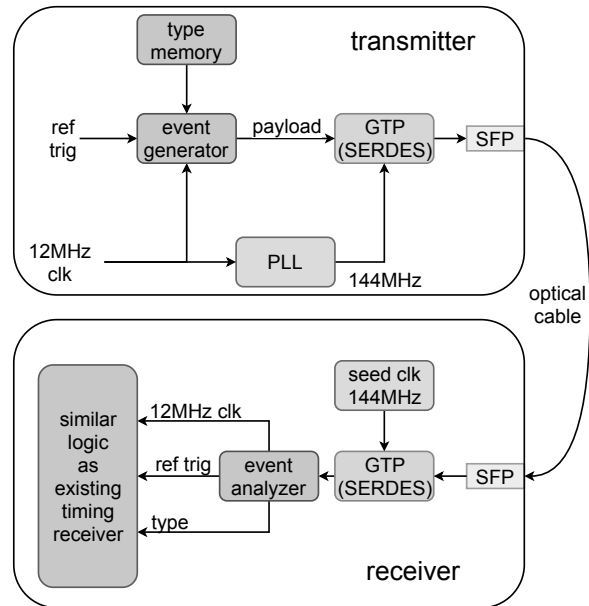 type
memory
transmitter
ref
trig
event
generator
payload
GTP
(SERDES)
SFP
12MHz
clk
PLL
144MHz
optical
cable
seed clk
144MHz
similar
logic
as
existing
timing
receiver
12MHz clk
ref trig
type
event
analyzer
GTP
(SERDES)
SFP
receiver